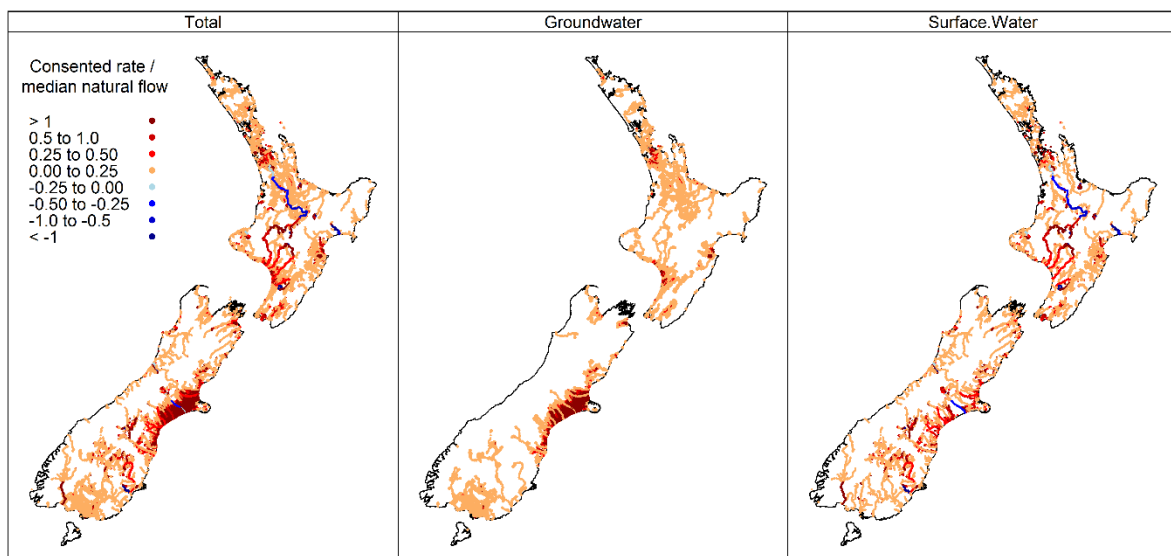 Total
Groundwater
Surface.Water
Consented rate /
median natural flow
> 1
0.5 to 1.0
0.25 to 0.50
0.00 to 0.25
-0.25 to 0.00
-0.50 to -0.25
-1.0 to -0.5
< -1